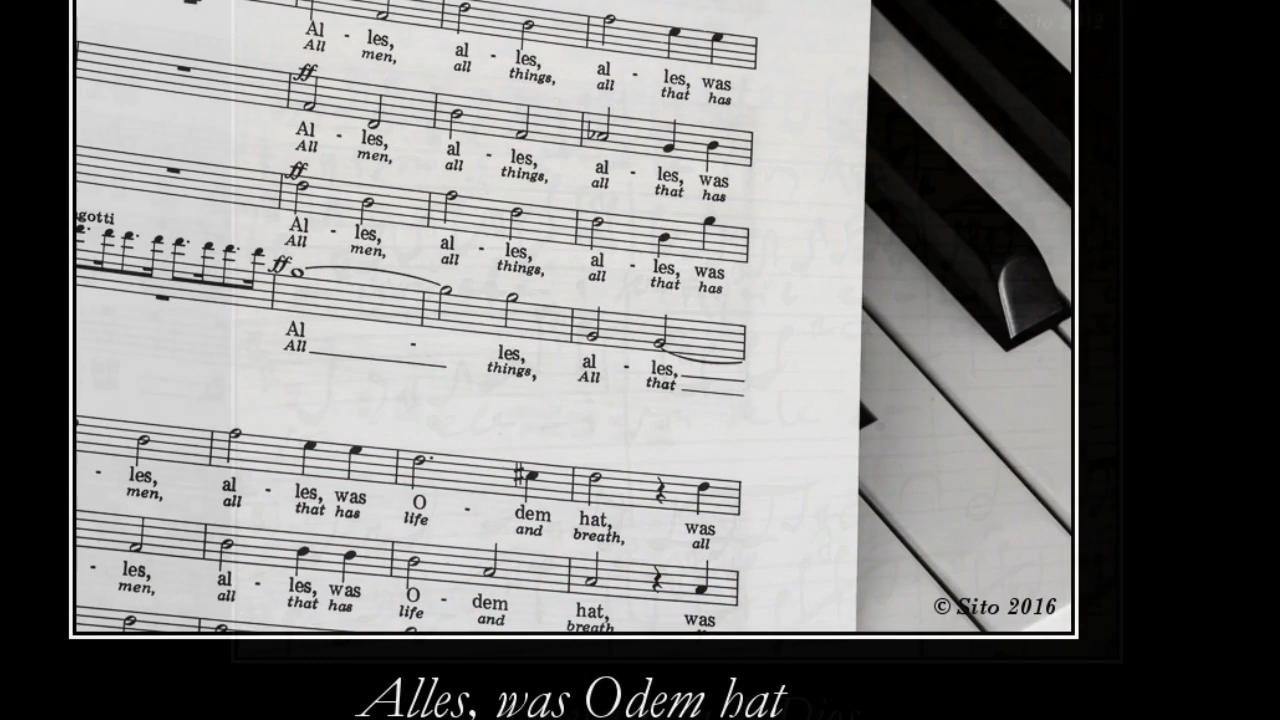 Al - les, al - les, al - les, was
All men, all things, all that has
ff
Al - les, al - les, al - les, was
All men, all things, all that has
ff
Al - les, al - les, al - les, was
All men, all things, all that has
gotti
ff
Al - les, al - les,
All things, All that
- les, al - les, was O - dem hat, was
men, all that has life and breath, all
- les, al - les, was O - dem hat, was
men, all that has life and breath
© Sito 2016
Alles, was Odem hat